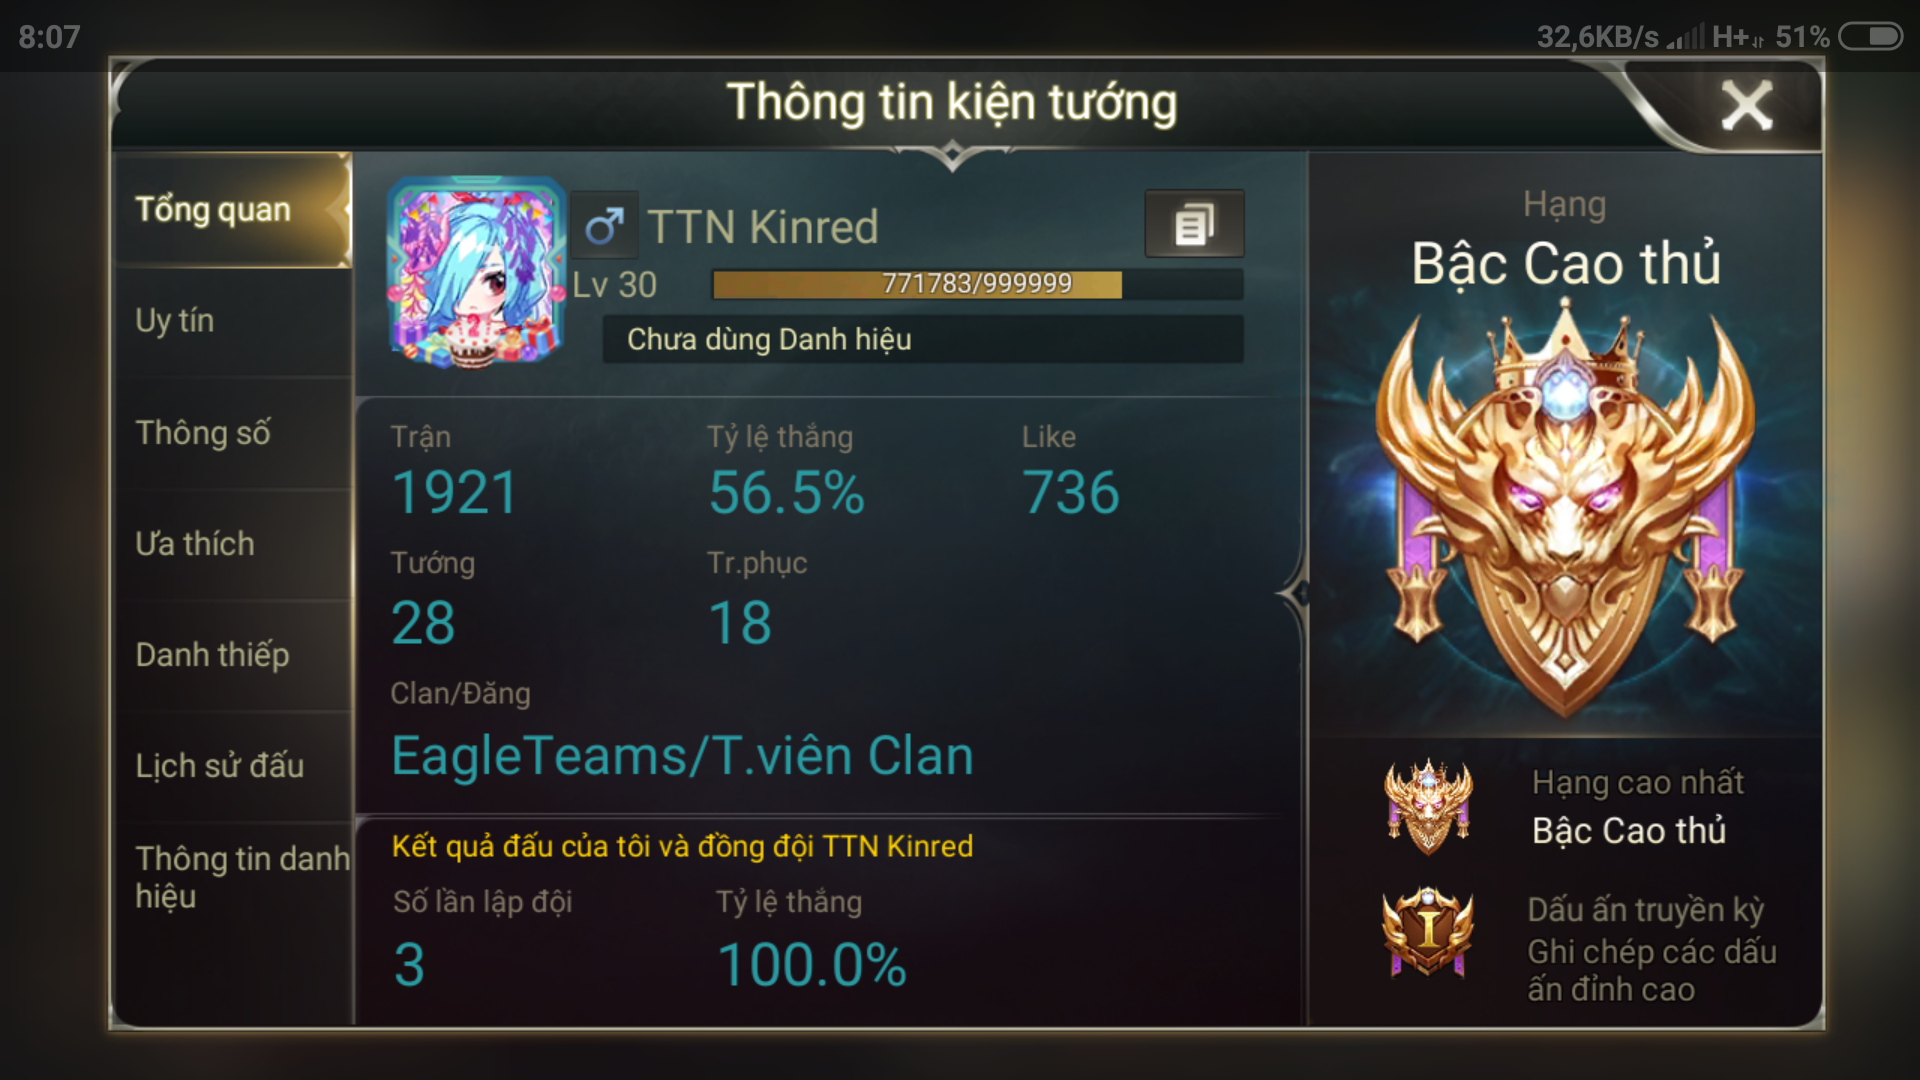 8:07
32,6KB/s H+ 51%
Thông tin kiện tướng
Tổng quan
Uy tín
Thông số
Ưa thích
Danh thiếp
Lịch sử đấu
Thông tin danh
hiệu
TTN Kinred
Lv 30
771783/999999
Chưa dùng Danh hiệu
Trận
Tỷ lệ thắng
Like
1921
56.5%
736
Tướng
Tr.phục
28
18
Clan/Đăng
EagleTeams/T.viên Clan
Kết quả đấu của tôi và đồng đội TTN Kinred
Số lần lập đội
Tỷ lệ thắng
3
100.0%
Hạng
Bậc Cao thủ
Hạng cao nhất
Bậc Cao thủ
I
Dấu ấn truyền kỳ
Ghi chép các dấu
ấn đỉnh cao